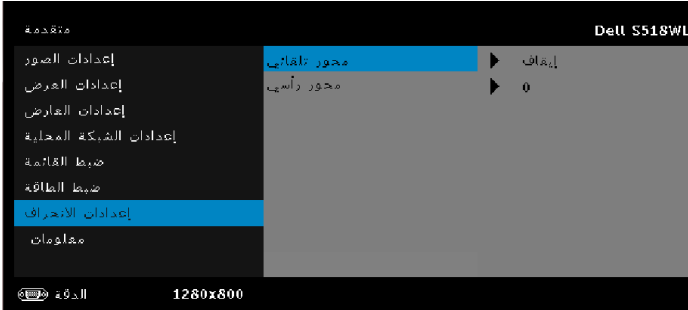 متقدمة
Dell S518WL
إعدادات الصور
إعدادات العرض
إعدادات العارض
إعدادات الشبكة المحلية
ضبط القائمة
ضبط الطاقة
إعدادات الانحراف
معلومات
محور تلقائي
إيقاف
محور رأسي
0
الدقة
1280x800